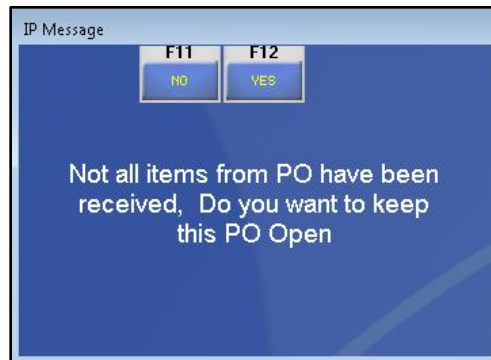 IP Message
F11 F12
NO YES
Not all items from PO have been
received, Do you want to keep
this PO Open